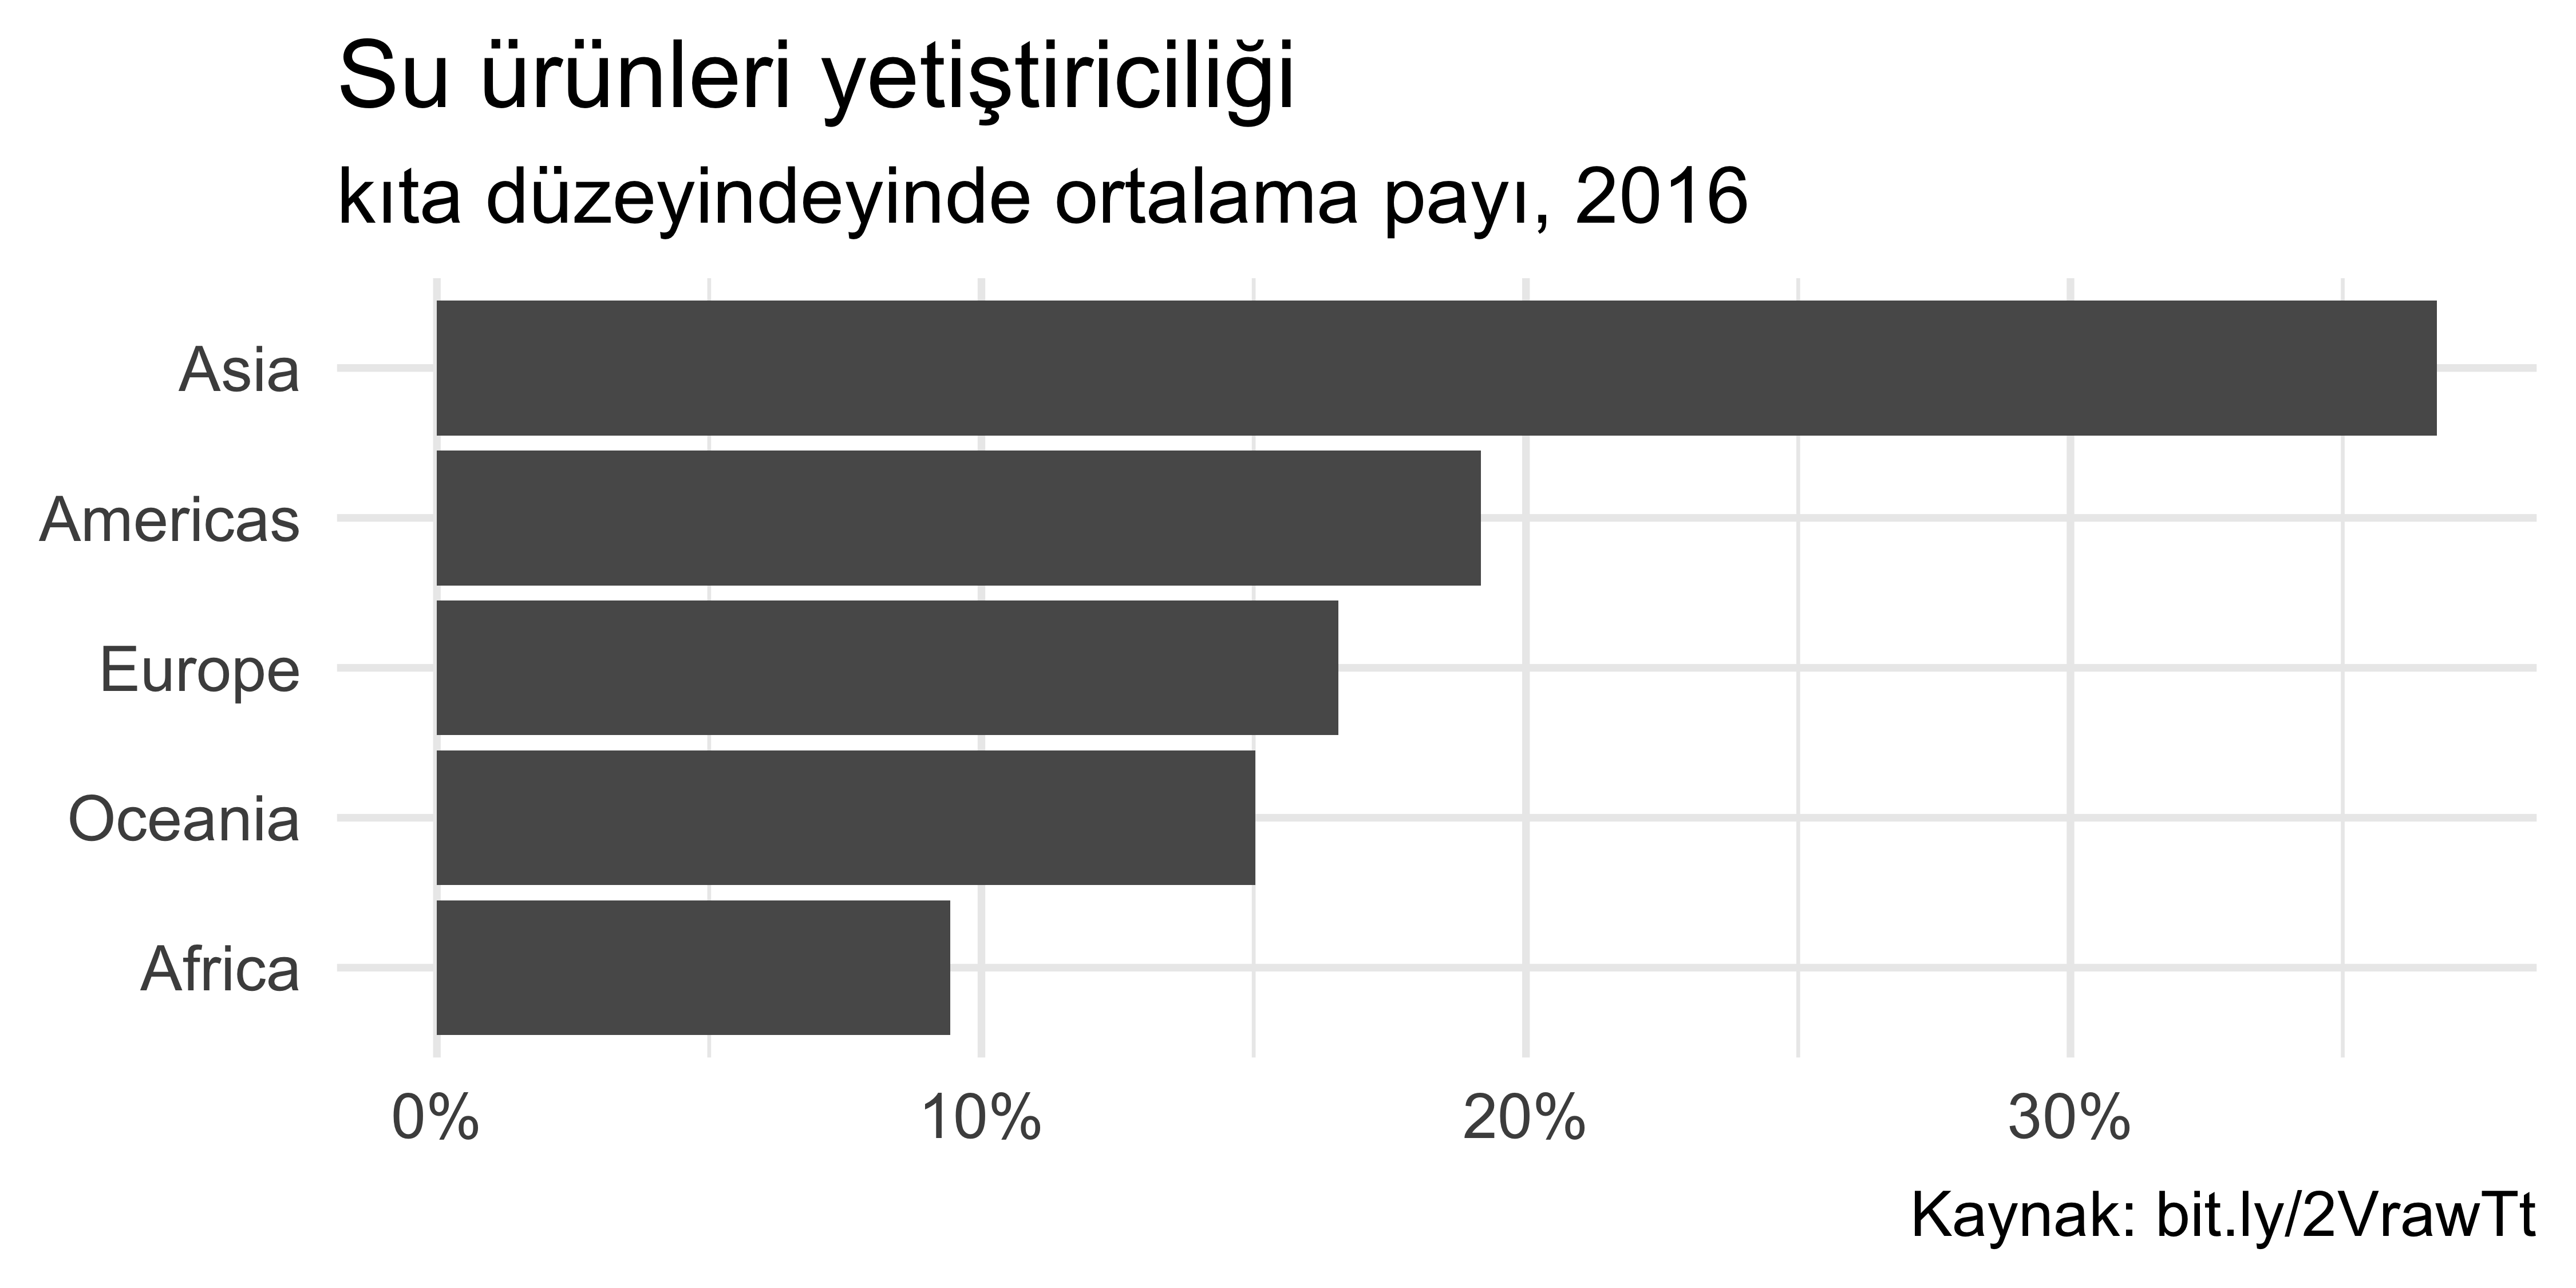 Su ürünleri yetiştiriciliği
kıta düzeyindeyinde ortalama payı, 2016
Asia
Americas
Europe
Oceania
Africa
0% 10% 20% 30%
Kaynak: bit.ly/2VrawTt